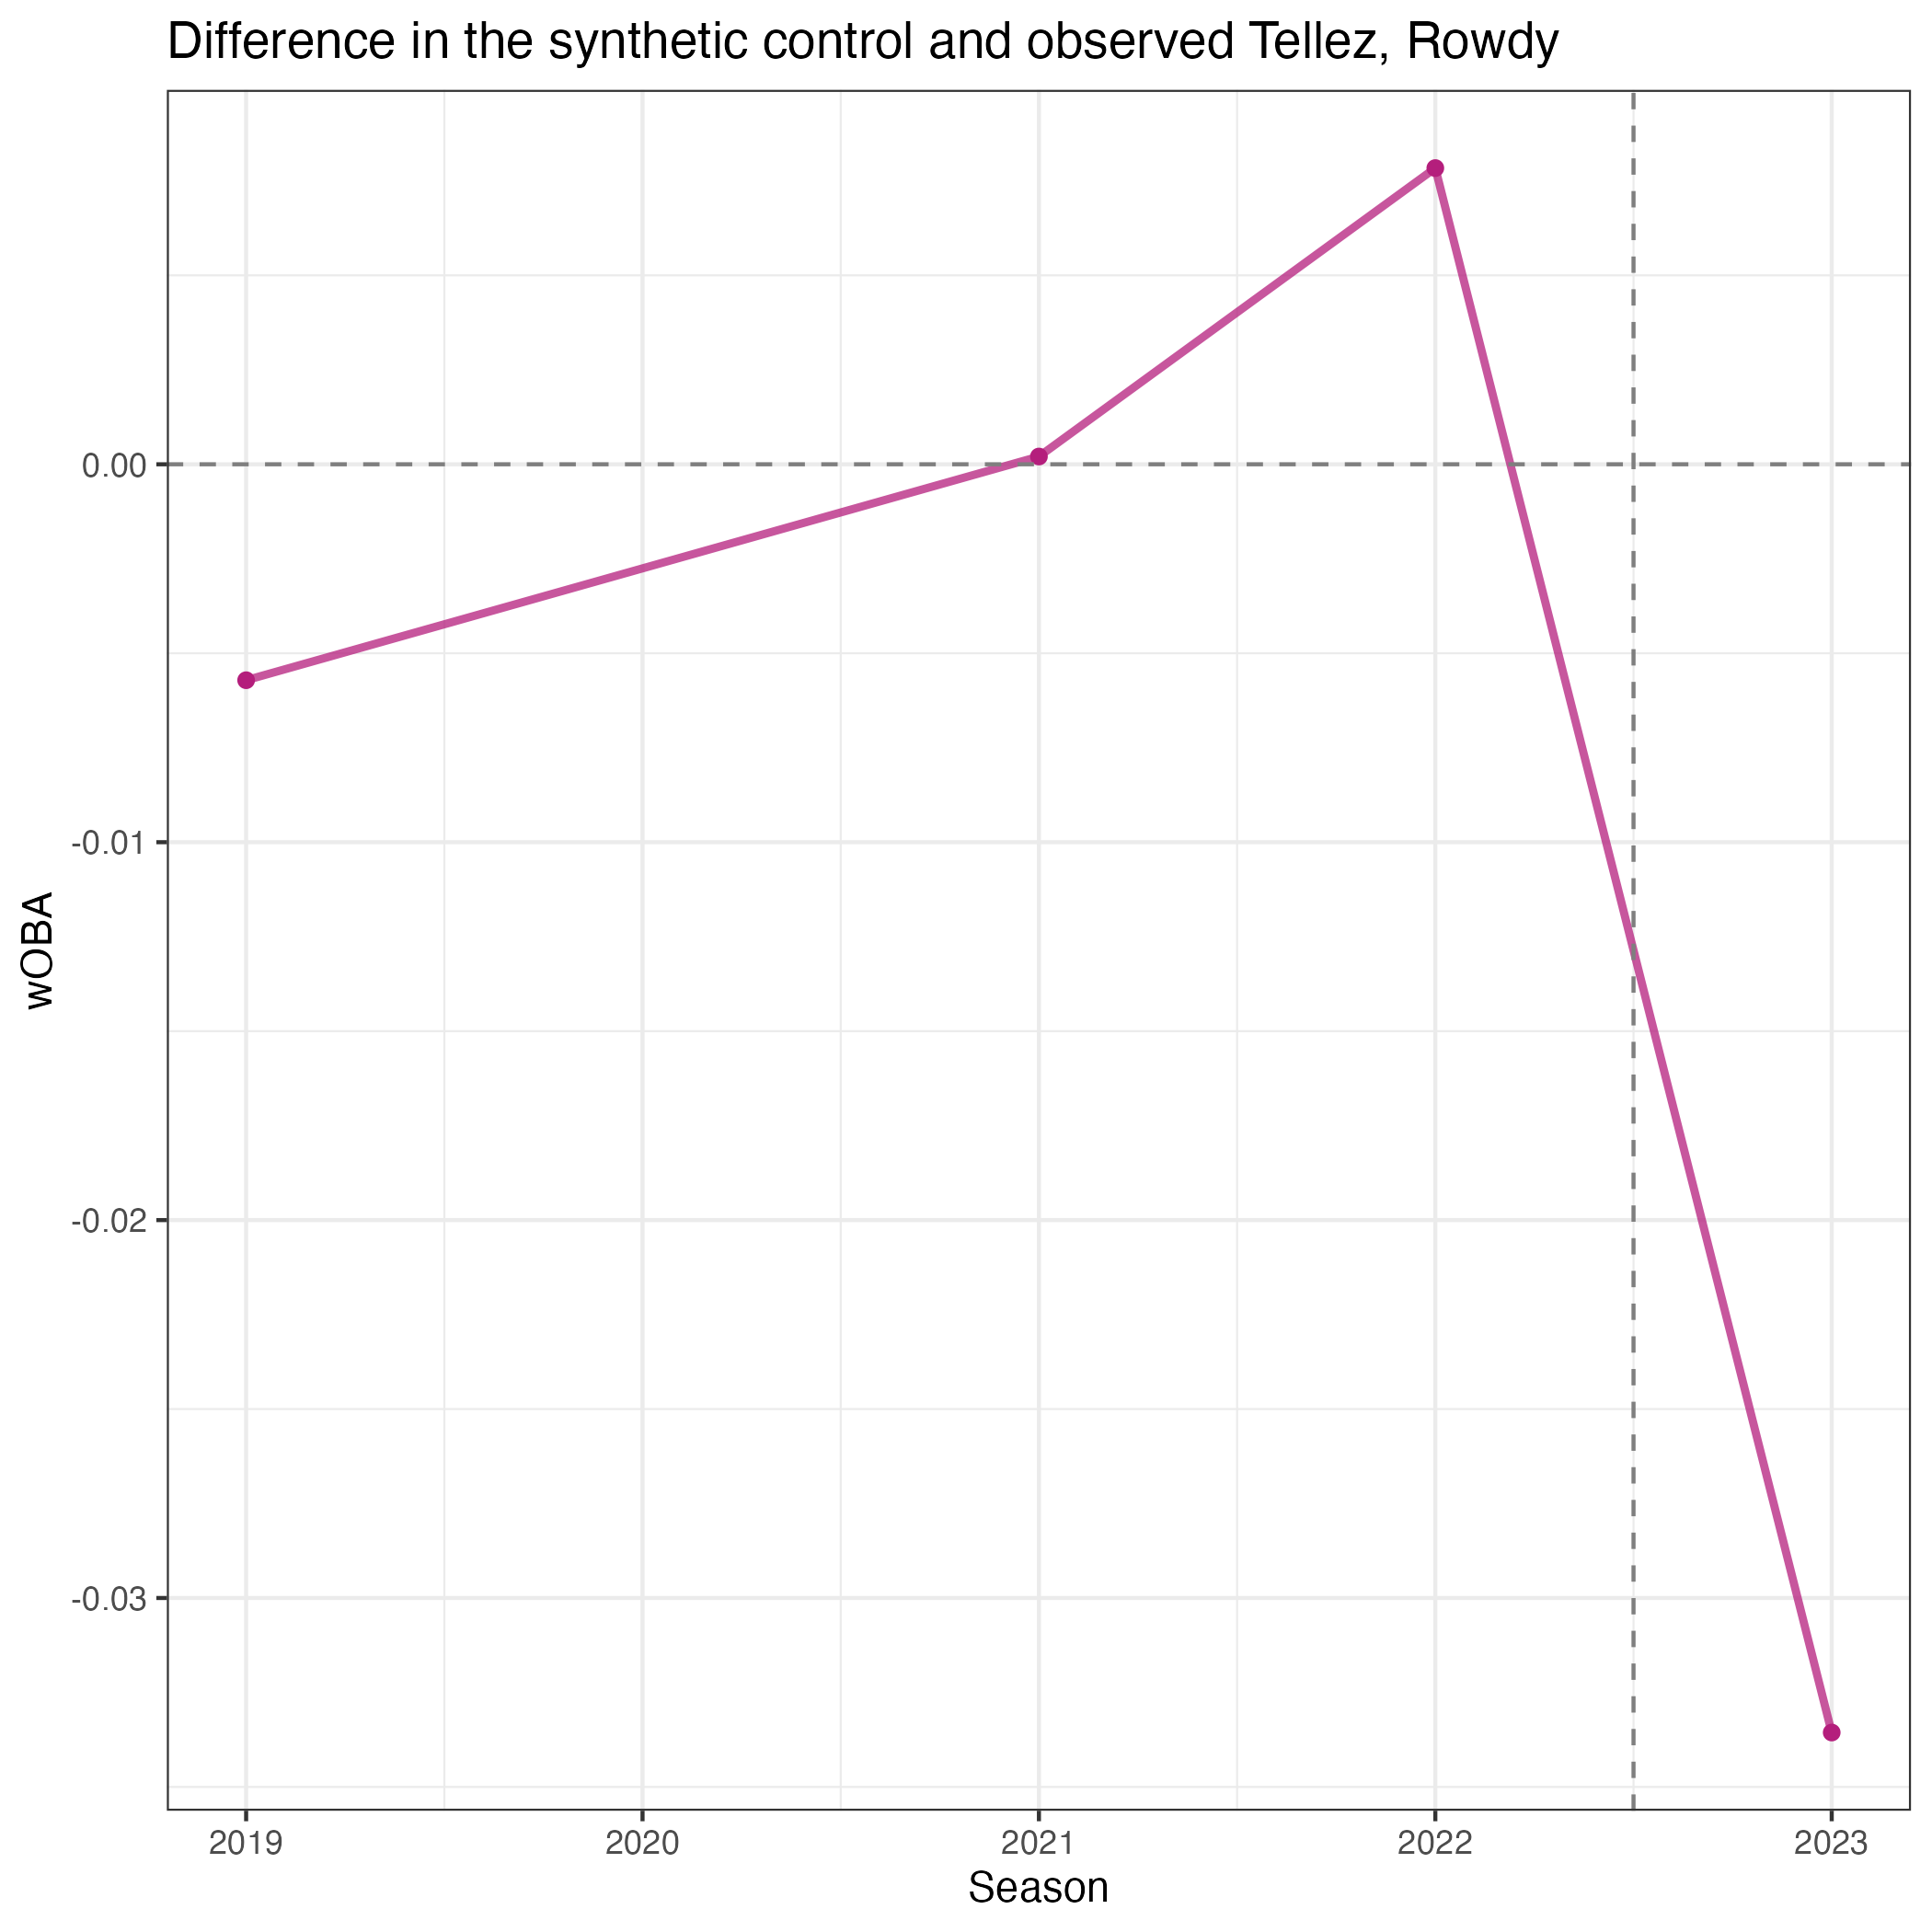 Difference in the synthetic control and observed Tellez, Rowdy
0.00
-0.01
-0.02
-0.03
wOBA
2019 2020 2021 2022 2023
Season